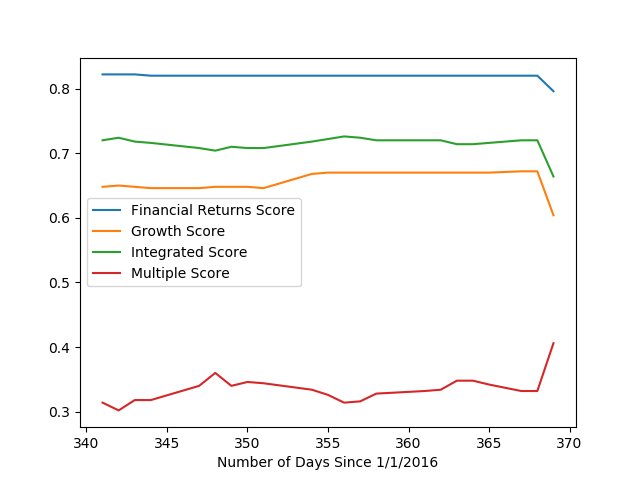 0.8
0.7
0.6
0.5
0.4
0.3
Financial Returns Score
Growth Score
Integrated Score
Multiple Score
340 345 350 355 360 365 370
Number of Days Since 1/1/2016